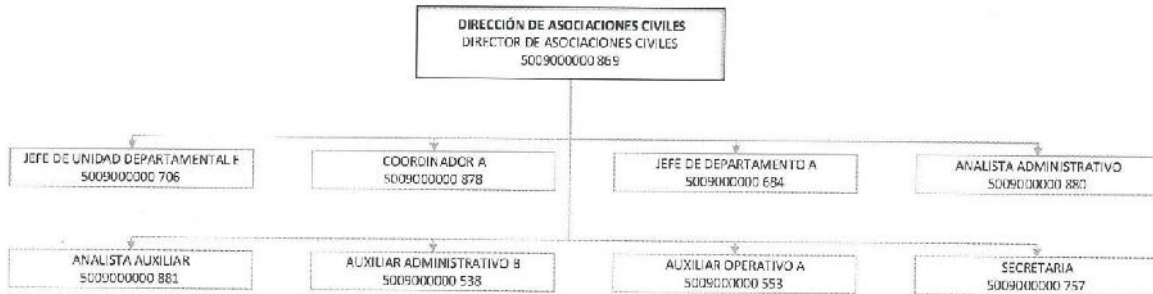 DIRECCIÓN DE ASOCIACIONES CIVILES
DIRECTOR DE ASOCIACIONES CIVILES
5009000000 869
JEFE DE UNIDAD DEPARTAMENTAL F
5009000000 706
COORDINADOR A
5009000000 878
JEFE DE DEPARTAMENTO A
5009000000 684
ANALISTA ADMINISTRATIVO
5009000000 880
ANALISTA AUXILIAR
5009000000 881
AUXILIAR ADMINISTRATIVO B
5009000000 538
AUXILIAR OPERATIVO A
5009000000 553
SECRETARIA
5009000000 757